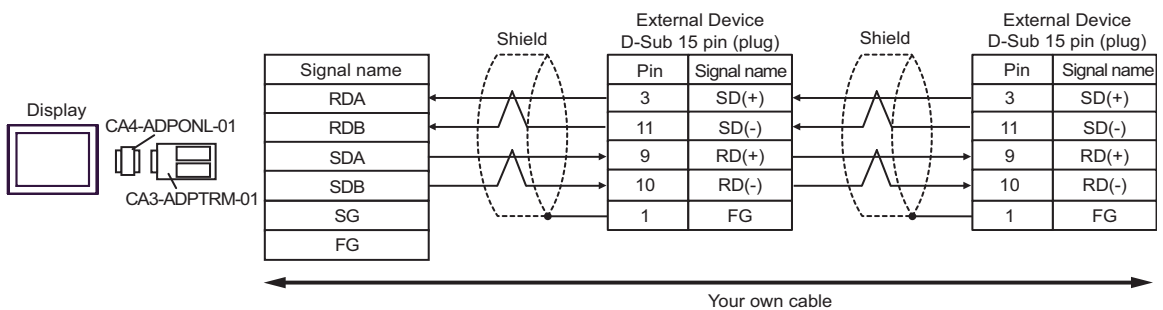 Display
CA4-ADPONL-01
CA3-ADPTRM-01
Signal name
RDA
RDB
SDA
SDB
SG
FG
Shield
External Device
D-Sub 15 pin (plug)
Pin Signal name
3 SD(+)
11 SD(-)
9 RD(+)
10 RD(-)
1 FG
Shield
External Device
D-Sub 15 pin (plug)
Pin Signal name
3 SD(+)
11 SD(-)
9 RD(+)
10 RD(-)
1 FG
Your own cable